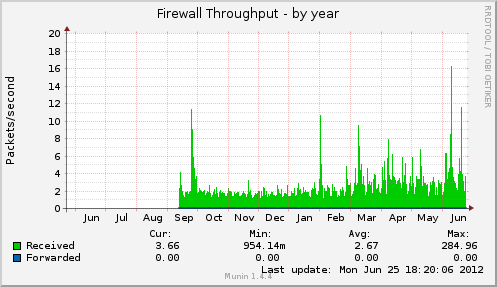 Firewall Throughput - by year
RRDTOOL / TOBI OETIKER
Packets/second
20
18
16
14
12
10
8
6
4
2
0
Jun Jul Aug Sep Oct Nov Dec Jan Feb Mar Apr May Jun
Cur: Min: Avg: Max:
Received 3.66 954.14m 2.67 284.96
Forwarded 0.00 0.00 0.00 0.00
Last update: Mon Jun 25 18:20:06 2012
Munin 1.4.4